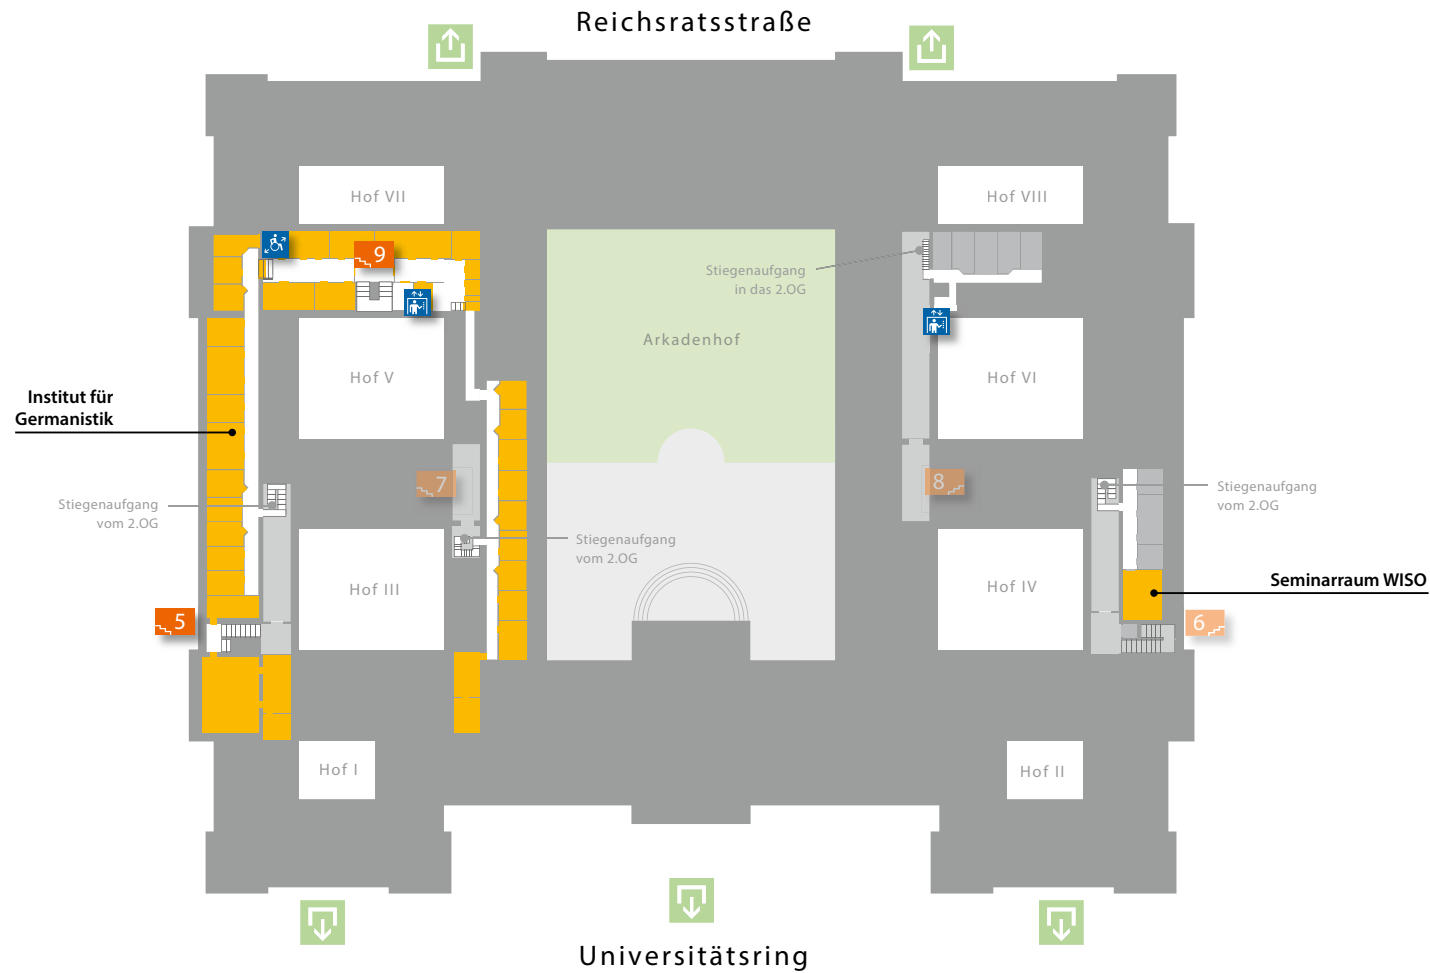 Reichsratsstraße
Hof VII
Hof VIII
9
Stiegenaufgang
in das 2.OG
Arkadenhof
Hof V
Hof VI
Institut für
Germanistik
7
8
Stiegenaufgang
vom 2.OG
Stiegenaufgang
vom 2.OG
Stiegenaufgang
vom 2.OG
Hof III
Hof IV
Seminarraum WISO
5
6
Hof I
Hof II
Universitätsring